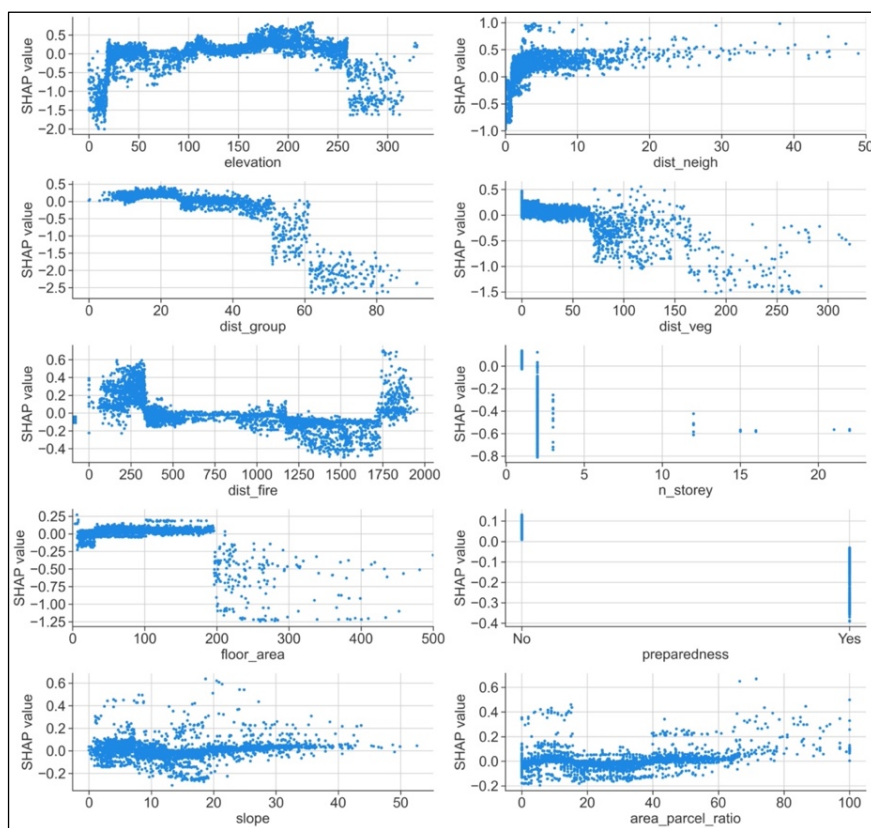 SHAP value
0.5
0.0
−0.5
−1.0
−1.5
−2.0
0 50 100 150 200 250 300
elevation
SHAP value
1.0
0.5
0.0
−0.5
−1.0
0 5 10 15 20 25 30 35 40 45 50
dist_neigh
SHAP value
0.5
0.0
−0.5
−1.0
−1.5
−2.0
−2.5
0 20 40 60 80
dist_group
SHAP value
0.5
0.0
−0.5
−1.0
−1.5
0 50 100 150 200 250 300
dist_veg
SHAP value
0.6
0.4
0.2
0.0
−0.2
−0.4
0 250 500 750 1000 1250 1500 1750 2000
dist_fire
SHAP value
0.0
−0.2
−0.4
−0.6
−0.8
5 10 15 20
n_storey
SHAP value
0.25
0.00
−0.25
−0.50
−0.75
−1.00
−1.25
0 100 200 300 400 500
floor_area
SHAP value
0.1
0.0
−0.1
−0.2
−0.3
−0.4
No Yes
preparedness
SHAP value
0.6
0.4
0.2
0.0
−0.2
0 10 20 30 40 50
slope
SHAP value
0.6
0.4
0.2
0.0
−0.2
0 20 40 60 80 100
area_parcel_ratio